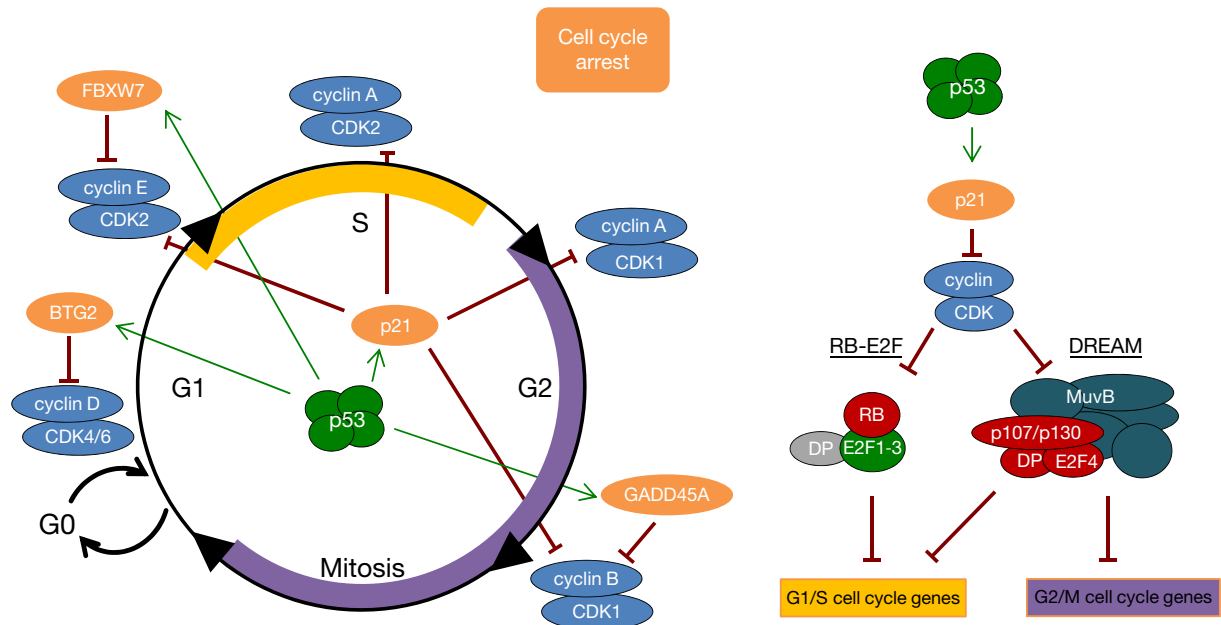 Cell cycle
arrest
FBXW7
cyclin A
CDK2
cyclin E
CDK2
S
cyclin A
CDK1
BTG2
p21
G1
G2
cyclin D
CDK4/6
p53
GADD45A
G0
Mitosis
cyclin B
CDK1
p53
p21
cyclin
CDK
RB-E2F
DREAM
MuvB
RB
p107/p130
DP
E2F1-3
DP
E2F4
G1/S cell cycle genes
G2/M cell cycle genes